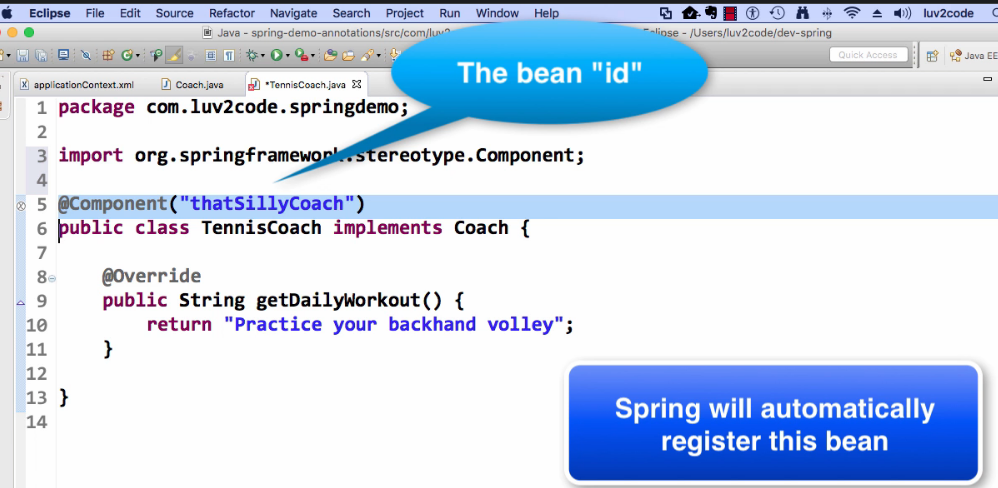 Eclipse File Edit Source Refactor Navigate Search Project Run Window Help luv2code
Java - spring-demo-annotations/src/com/luv2 Eclipse - /Users/luv2code/dev-spring
Quick Access Java EE
applicationContext.xml Coach.java *TennisCoach.java
The bean "id"
1 package com.luv2code.springdemo;
2
3 import org.springframework.stereotype.Component;
4
5 @Component("thatSillyCoach")
6 public class TennisCoach implements Coach {
7
8 @Override
9 public String getDailyWorkout() {
10 return "Practice your backhand volley";
11 }
12
13 }
14
Spring will automatically
register this bean